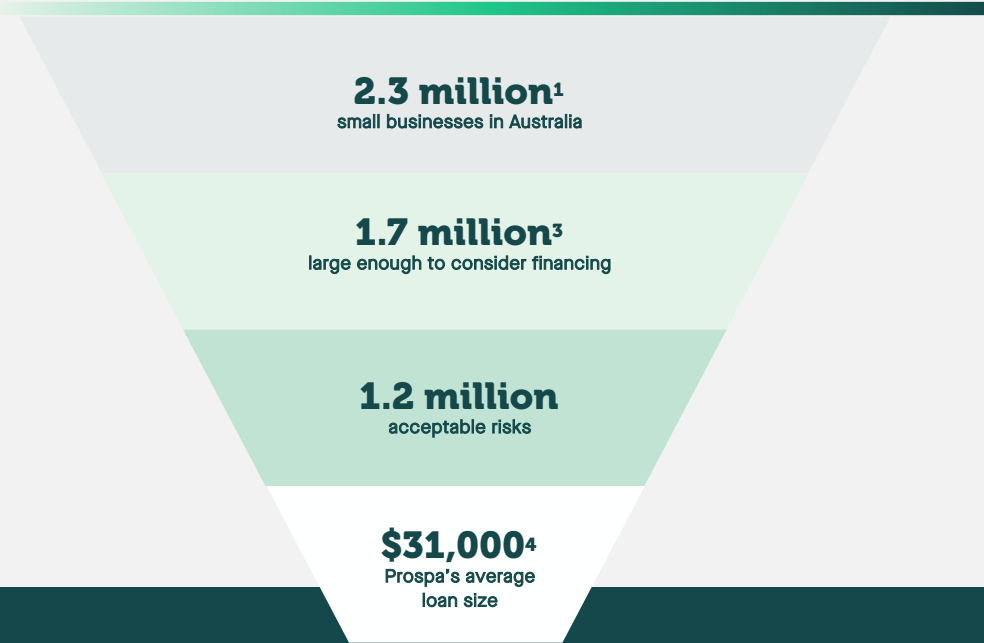 2.3 million¹
small businesses in Australia
1.7 million³
large enough to consider financing
1.2 million
acceptable risks
$31,000⁴
Prospa's average
loan size